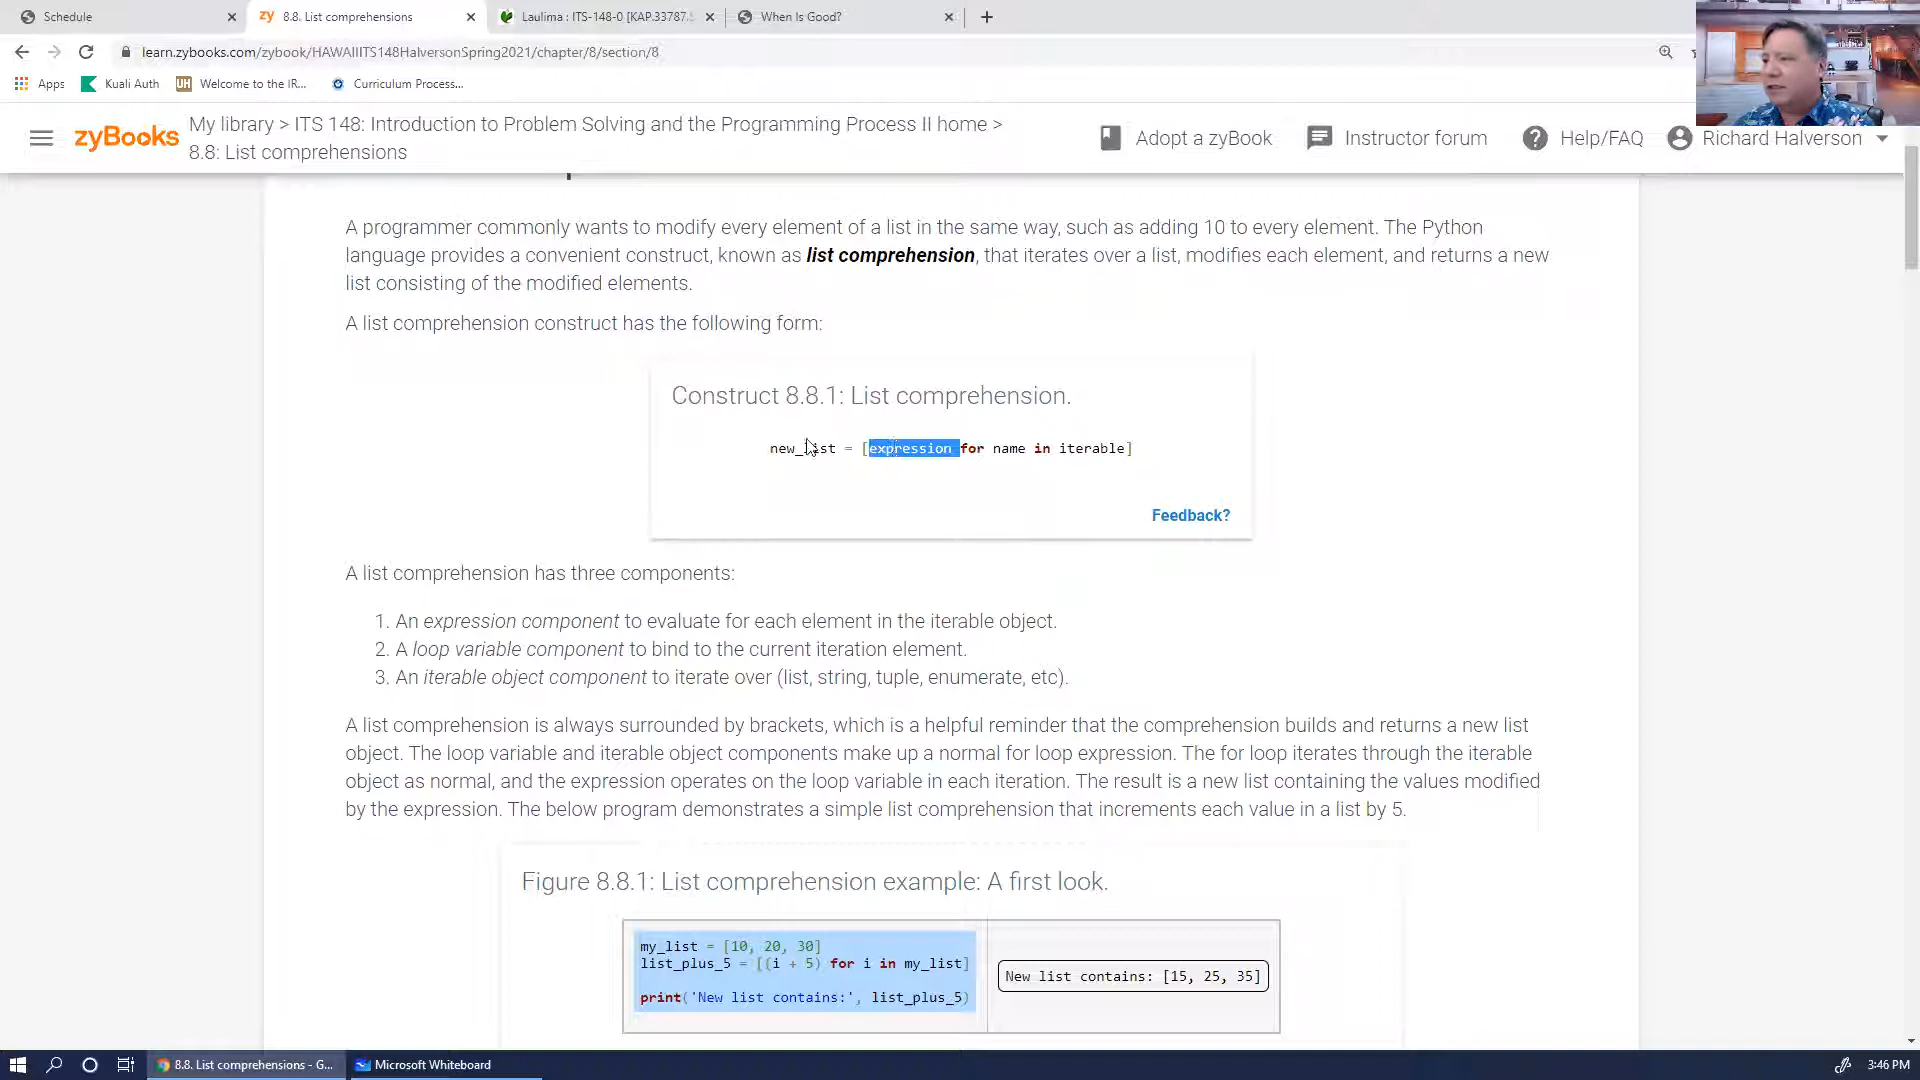 Schedule
zy 8.8. List comprehensions
Laulima : ITS-148-0 [KAP.33787.
When Is Good?
learn.zybooks.com/zybook/HAWAIIITS148HalversonSpring2021/chapter/8/section/8
Apps
Kuali Auth
UH Welcome to the IR...
Curriculum Process...
zyBooks
My library > ITS 148: Introduction to Problem Solving and the Programming Process II home >
8.8: List comprehensions
Adopt a zyBook
Instructor forum
Help/FAQ
Richard Halverson
A programmer commonly wants to modify every element of a list in the same way, such as adding 10 to every element. The Python
language provides a convenient construct, known as list comprehension, that iterates over a list, modifies each element, and returns a new
list consisting of the modified elements.
A list comprehension construct has the following form:
Construct 8.8.1: List comprehension.
new_list = [expression for name in iterable]
Feedback?
A list comprehension has three components:
1. An expression component to evaluate for each element in the iterable object.
2. A loop variable component to bind to the current iteration element.
3. An iterable object component to iterate over (list, string, tuple, enumerate, etc).
A list comprehension is always surrounded by brackets, which is a helpful reminder that the comprehension builds and returns a new list
object. The loop variable and iterable object components make up a normal for loop expression. The for loop iterates through the iterable
object as normal, and the expression operates on the loop variable in each iteration. The result is a new list containing the values modified
by the expression. The below program demonstrates a simple list comprehension that increments each value in a list by 5.
Figure 8.8.1: List comprehension example: A first look.
my_list = [10, 20, 30]
list_plus_5 = [(i + 5) for i in my_list]
print('New list contains:', list_plus_5)
New list contains: [15, 25, 35]
8.8. List comprehensions - G...
Microsoft Whiteboard
3:46 PM